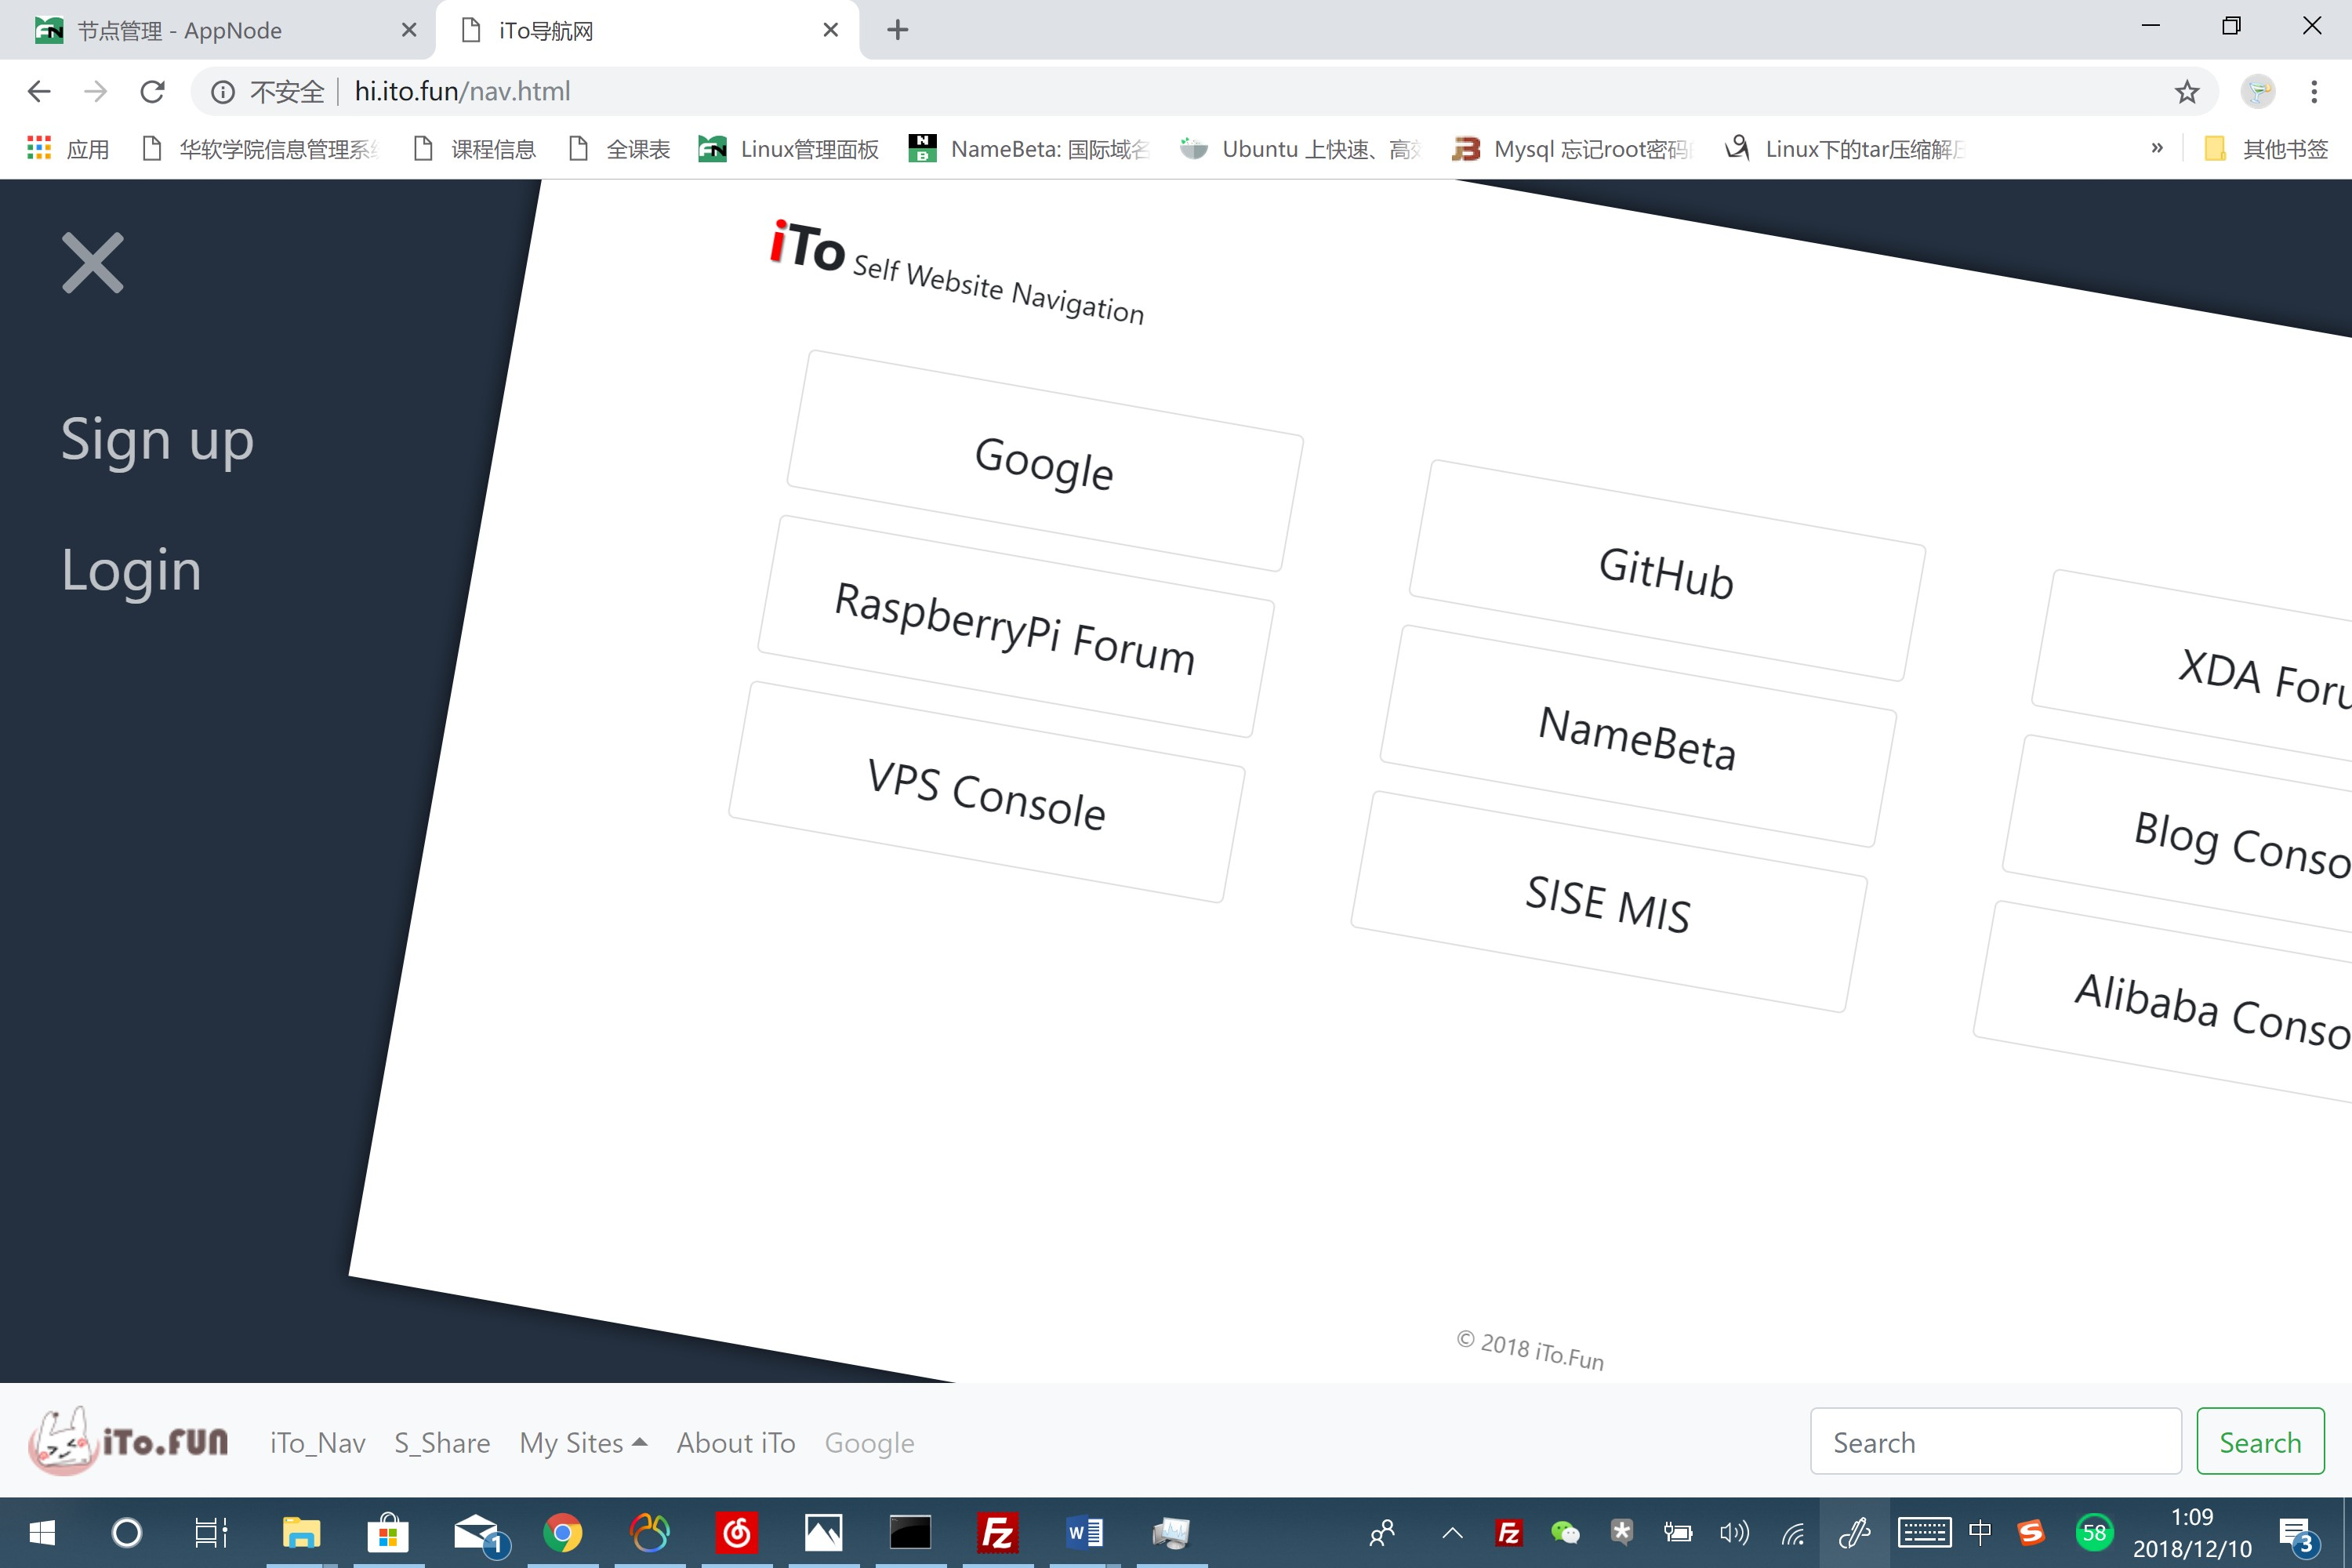 节点管理 - AppNode
iTo导航网
不安全 hi.ito.fun/nav.html
应用 华软学院信息管理系 课程信息 全课表 Linux管理面板 NameBeta: 国际域名 Ubuntu 上快速、高 Mysql 忘记root密码 Linux下的tar压缩解 » 其他书签
Sign up
Login
iTo Self Website Navigation
Google
GitHub
XDA Foru
RaspberryPi Forum
NameBeta
Blog Conso
VPS Console
SISE MIS
Alibaba Conso
© 2018 iTo.Fun
iTo.FUN iTo_Nav S_Share My Sites About iTo Google Search Search
1 中 58 1:09
2018/12/10 3